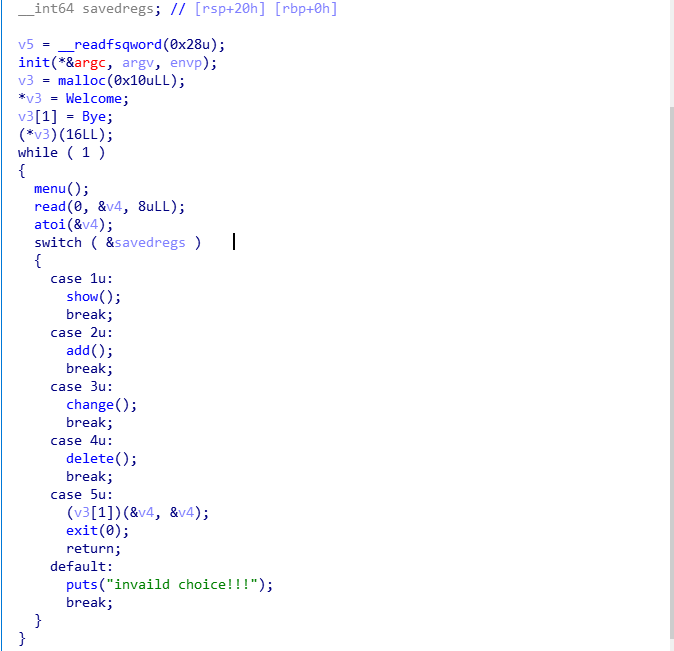 __int64 savedregs; // [rsp+20h] [rbp+0h]
v5 = __readfsqword(0x28u);
init(*&argc, argv, envp);
v3 = malloc(0x10uLL);
*v3 = Welcome;
v3[1] = Bye;
(*v3)(16LL);
while ( 1 )
{
menu();
read(0, &v4, 8uLL);
atoi(&v4);
switch ( &savedregs )
{
case 1u:
show();
break;
case 2u:
add();
break;
case 3u:
change();
break;
case 4u:
delete();
break;
case 5u:
(v3[1])(&v4, &v4);
exit(0);
return;
default:
puts("invaild choice!!!");
break;
}
}